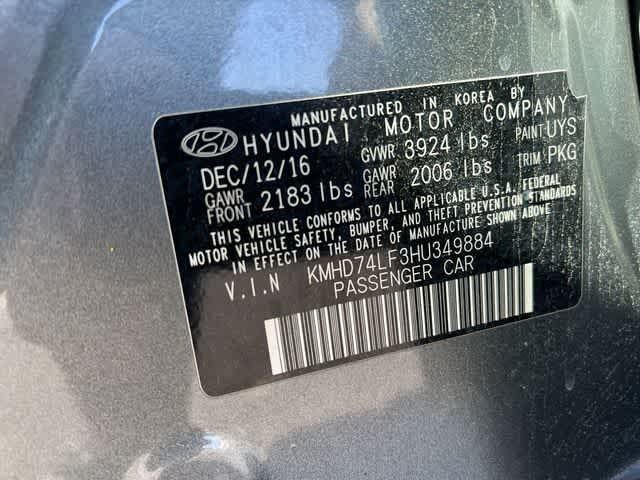 MANUFACTURED IN KOREA BY
HYUNDAI MOTOR COMPANY
DEC/12/16 GVWR 3924 lbs PAINT UYS
GAWR FRONT 2183 lbs GAWR REAR 2006 lbs TRIM PKG
THIS VEHICLE CONFORMS TO ALL APPLICABLE U.S.A. FEDERAL
MOTOR VEHICLE SAFETY, BUMPER, AND THEFT PREVENTION STANDARDS
IN EFFECT ON THE DATE OF MANUFACTURE SHOWN ABOVE
V.I.N KMHD74LF3HU349884
PASSENGER CAR